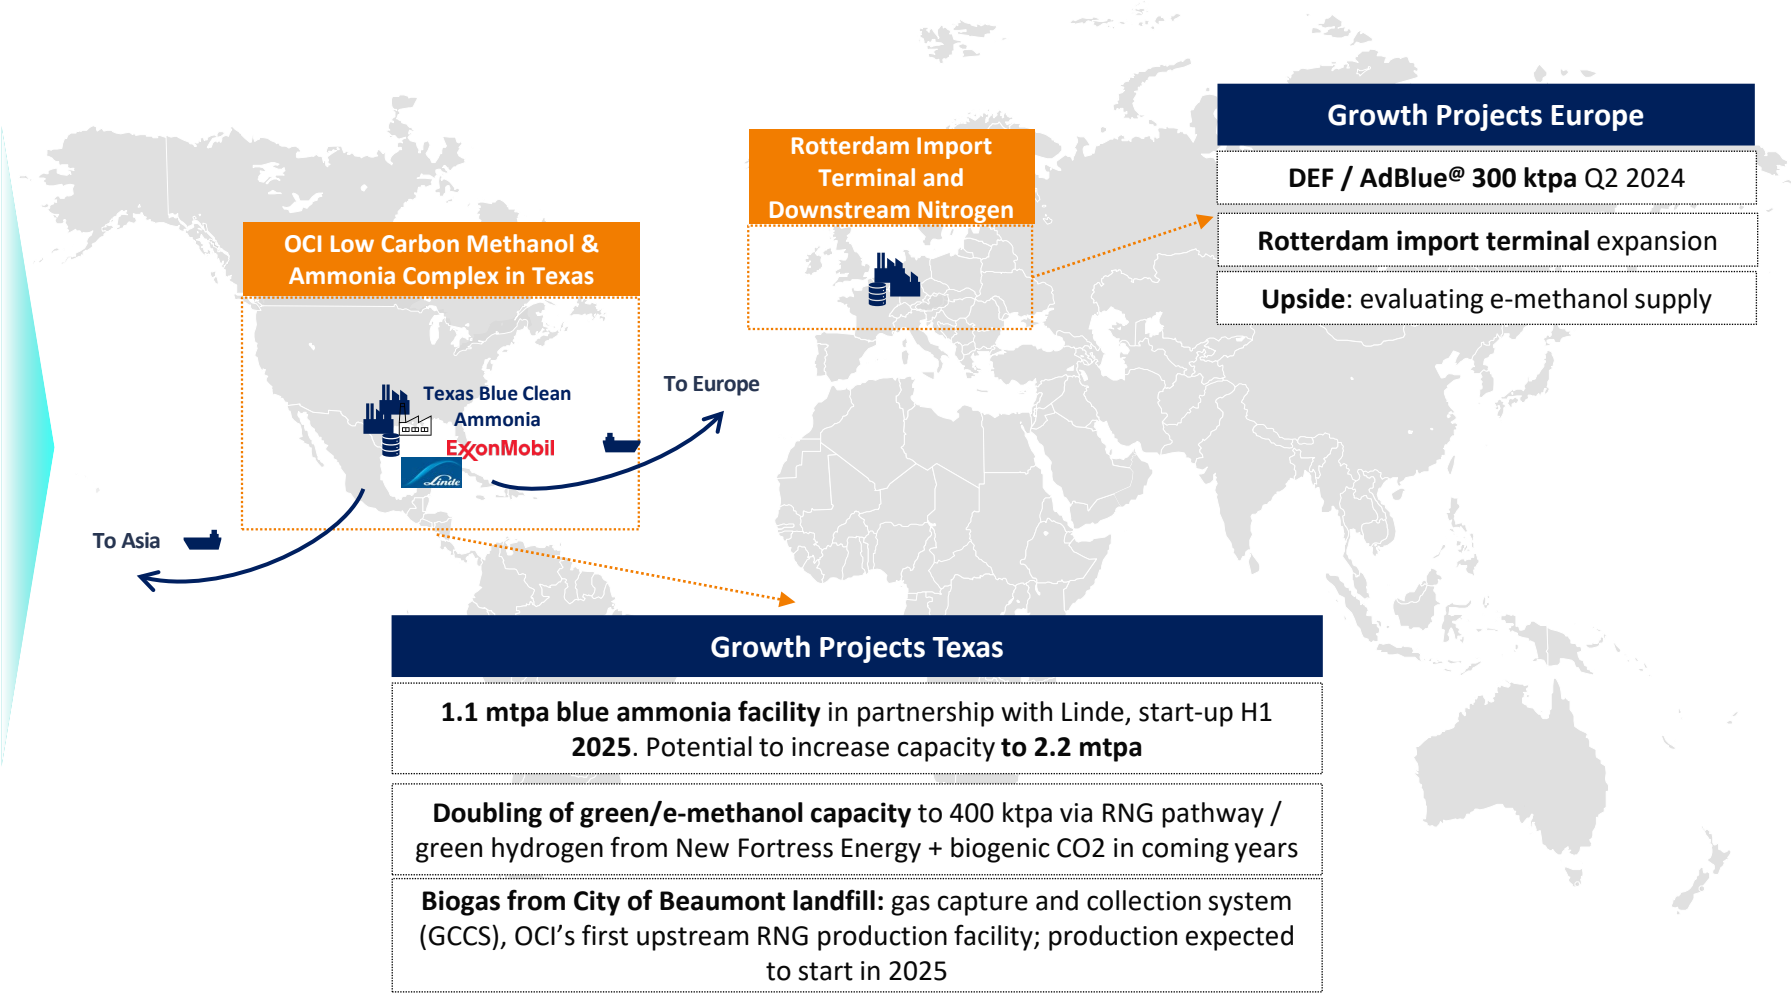 Growth Projects Europe
DEF / AdBlue@ 300 ktpa Q2 2024
Rotterdam import terminal expansion
Upside: evaluating e-methanol supply
Rotterdam Import
Terminal and
Downstream Nitrogen
OCI Low Carbon Methanol &
Ammonia Complex in Texas
Texas Blue Clean
Ammonia
ExxonMobil
Linde
To Europe
To Asia
Growth Projects Texas
1.1 mtpa blue ammonia facility in partnership with Linde, start-up H1
2025. Potential to increase capacity to 2.2 mtpa
Doubling of green/e-methanol capacity to 400 ktpa via RNG pathway /
green hydrogen from New Fortress Energy + biogenic CO2 in coming years
Biogas from City of Beaumont landfill: gas capture and collection system
(GCCS), OCI’s first upstream RNG production facility; production expected
to start in 2025